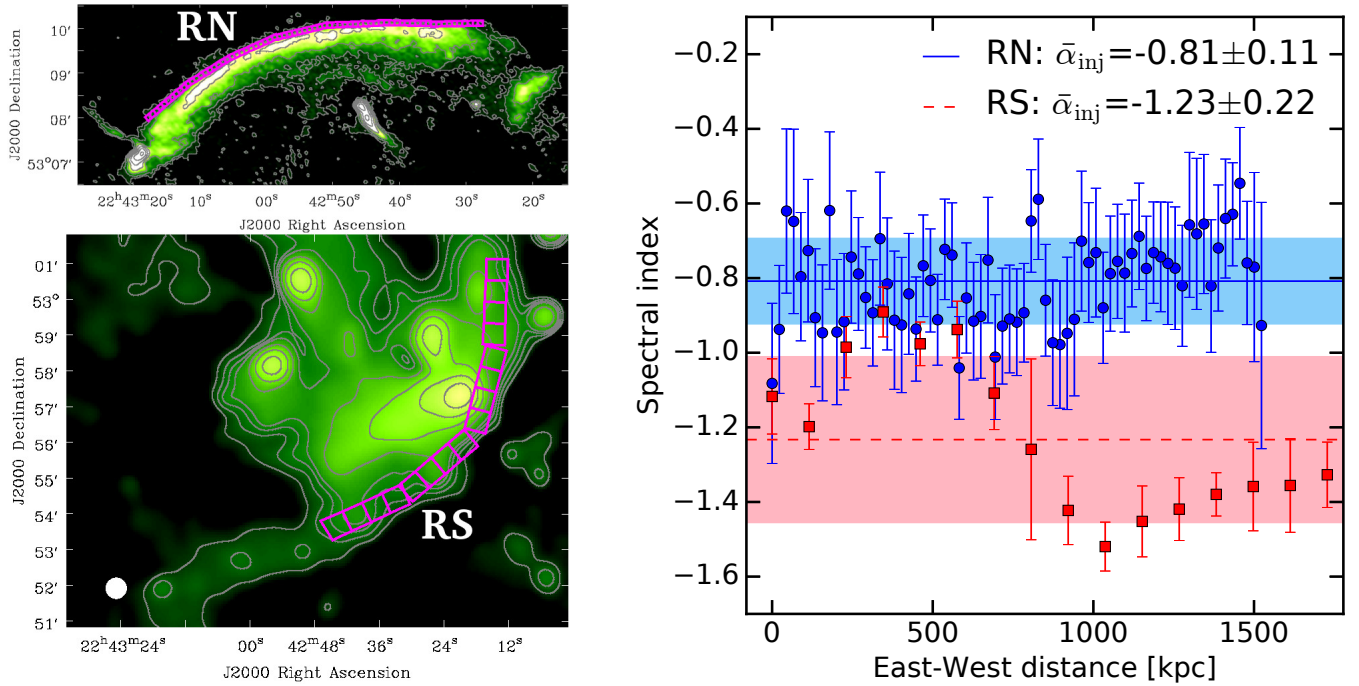 RN
J2000 Declination
10′
09′
08′
53°07′
22ʰ43ᵐ20ˢ
10ˢ
42ᵐ50ˢ
40ˢ
30ˢ
20ˢ
J2000 Right Ascension
RS
J2000 Declination
01′
53°
59′
58′
57′
56′
55′
54′
53′
52′
51′
22ʰ43ᵐ24ˢ
00ˢ
42ᵐ48ˢ
36ˢ
24ˢ
12ˢ
J2000 Right Ascension
RN: ᾱinj=-0.81±0.11
RS: ᾱinj=-1.23±0.22
Spectral index
−0.2
−0.4
−0.6
−0.8
−1.0
−1.2
−1.4
−1.6
0
500
1000
1500
East-West distance [kpc]